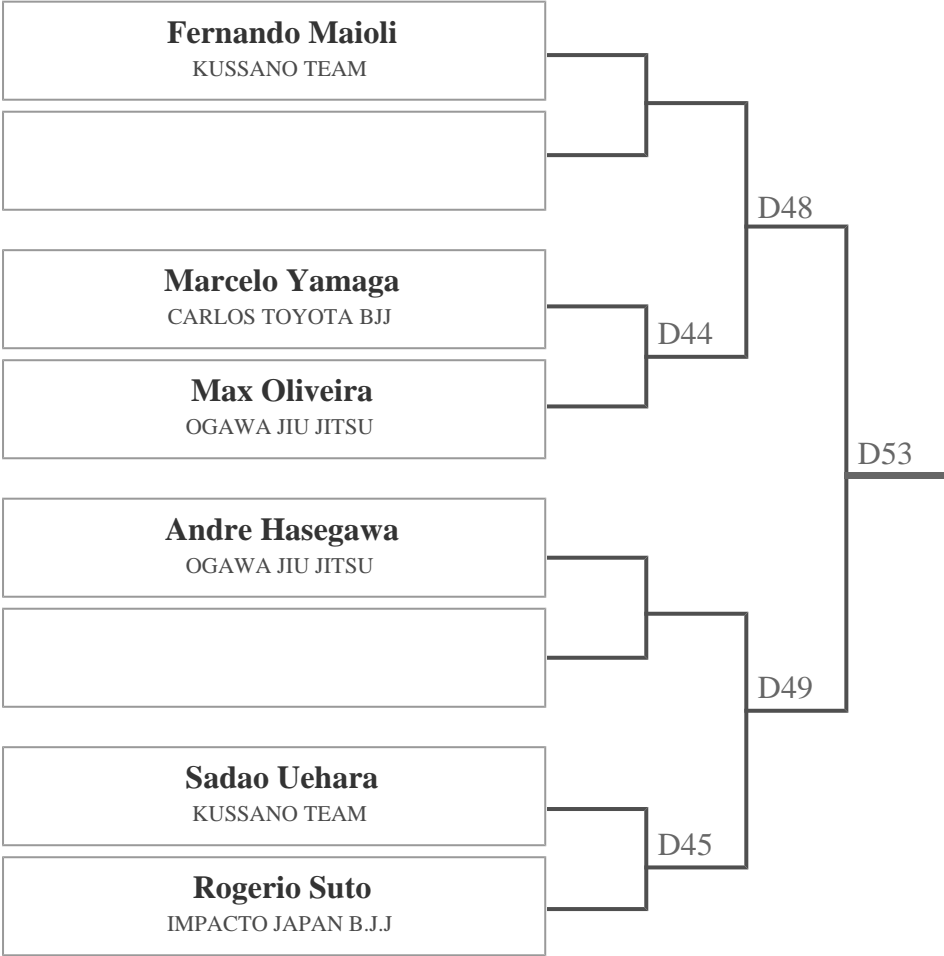 Fernando Maioli
KUSSANO TEAM
D48
Marcelo Yamaga
CARLOS TOYOTA BJJ
D44
Max Oliveira
OGAWA JIU JITSU
D53
Andre Hasegawa
OGAWA JIU JITSU
D49
Sadao Uehara
KUSSANO TEAM
D45
Rogerio Suto
IMPACTO JAPAN B.J.J